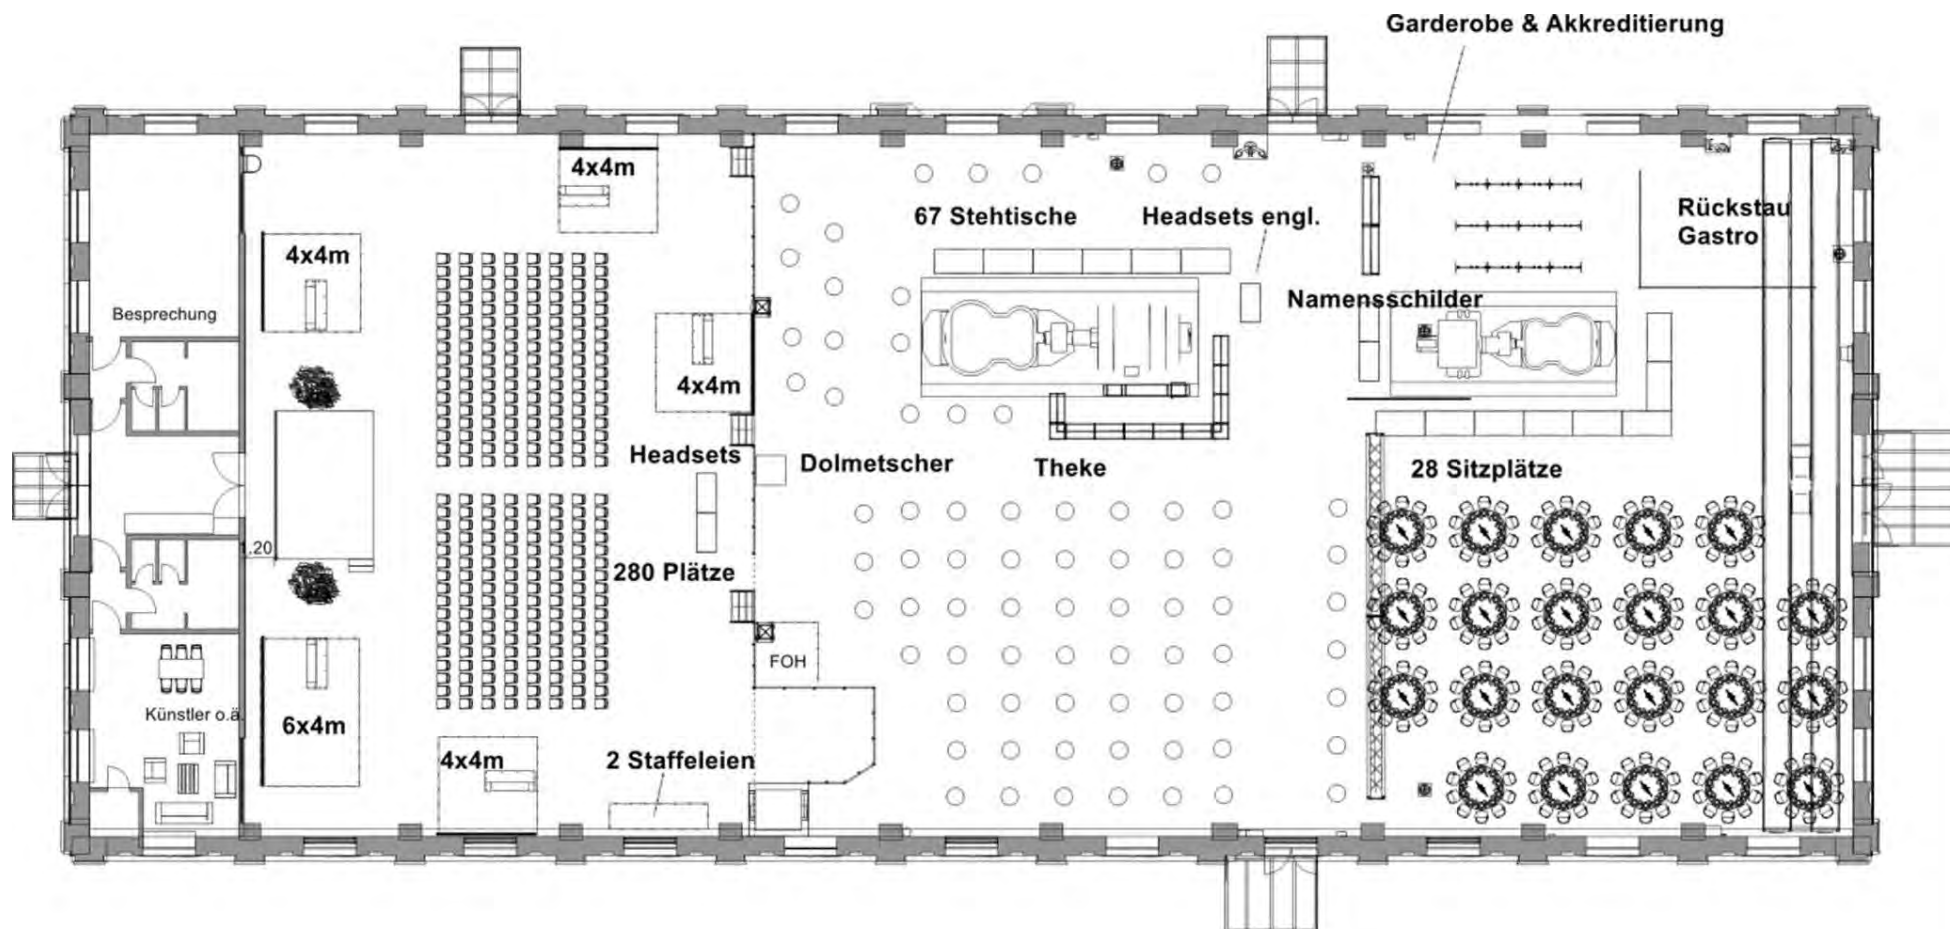 Garderobe & Akkreditierung
4x4m
67 Stehtische
Headsets engl.
Rückstau
Gastro
4x4m
Besprechung
Namensschilder
4x4m
Headsets
Dolmetscher
Theke
28 Sitzplätze
1.20
280 Plätze
FOH
Künstler o.ä.
6x4m
4x4m
2 Staffeleien